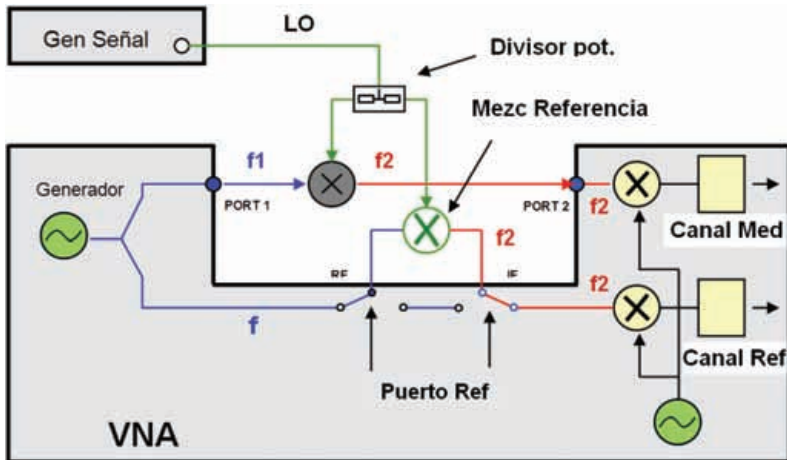 Gen Señal
LO
Divisor pot.
Mezc Referencia
f1
f2
Generador
PORT 1
PORT 2
f2
Canal Med
f2
RF
IF
f2
f
Canal Ref
Puerto Ref
VNA